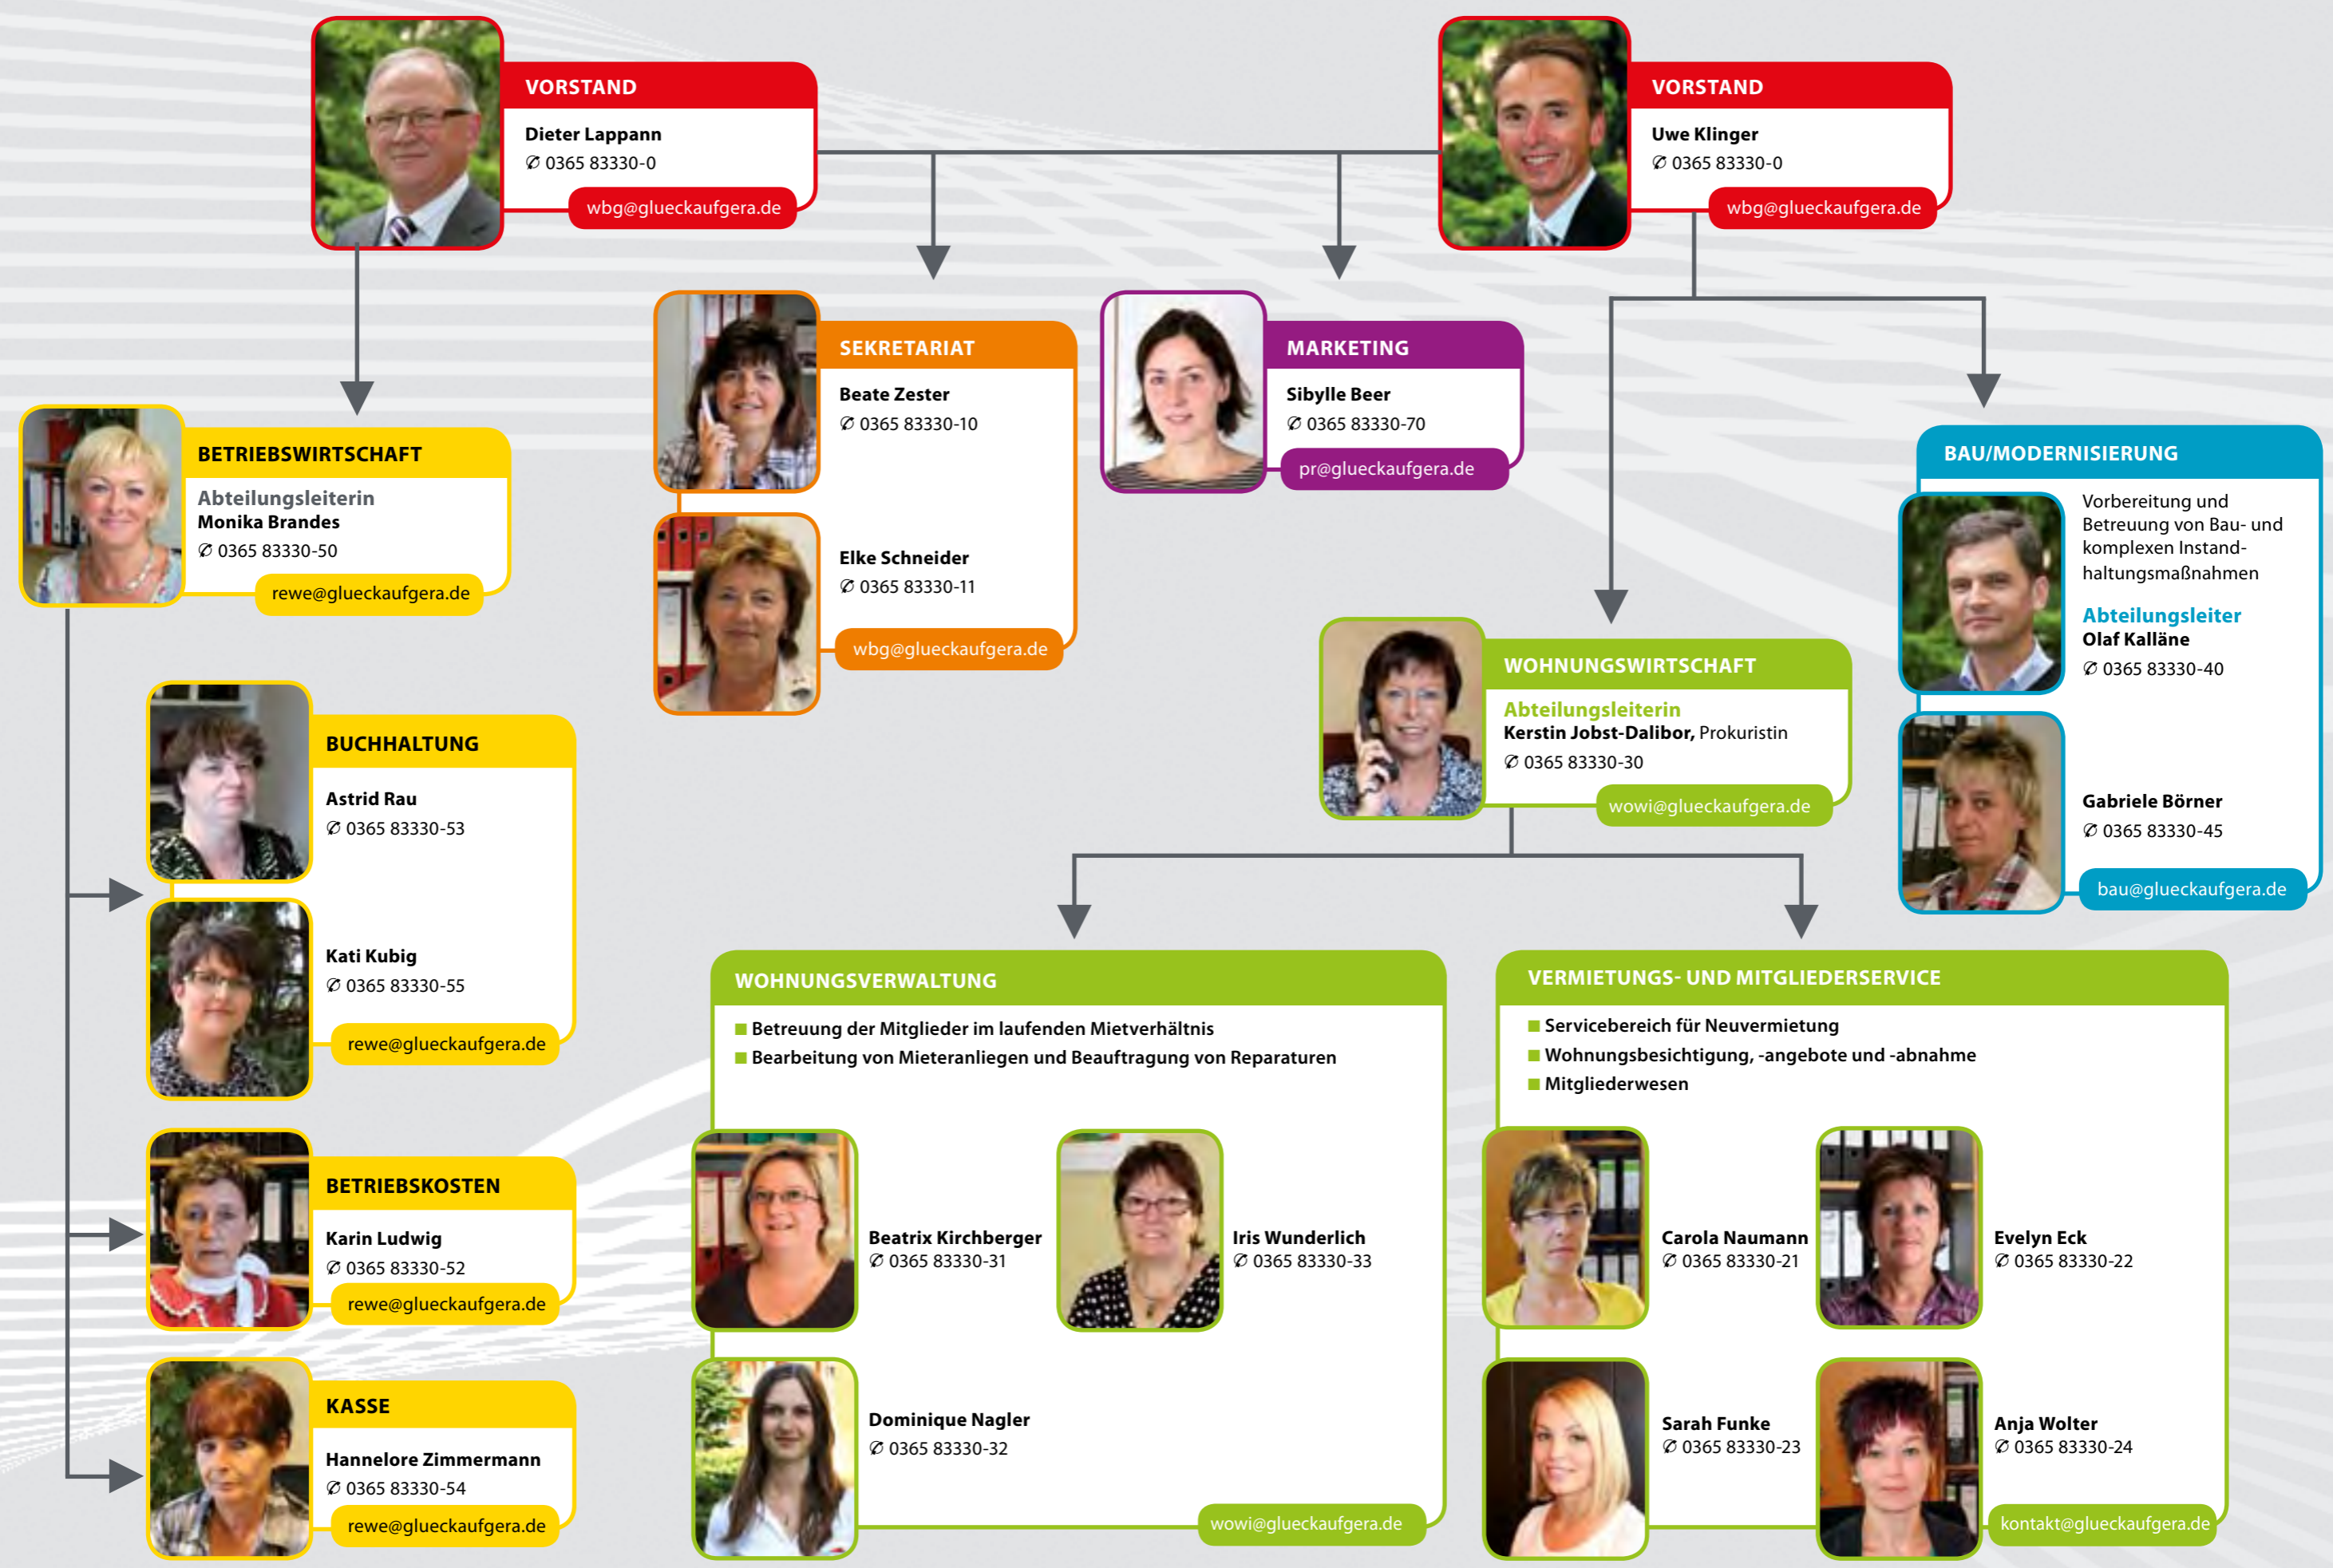 VORSTAND
Dieter Lappann
✆ 0365 83330-0
wbg@glueckaufgera.de
VORSTAND
Uwe Klinger
✆ 0365 83330-0
wbg@glueckaufgera.de
SEKRETARIAT
Beate Zester
✆ 0365 83330-10
Elke Schneider
✆ 0365 83330-11
wbg@glueckaufgera.de
MARKETING
Sibylle Beer
✆ 0365 83330-70
pr@glueckaufgera.de
BETRIEBSWIRTSCHAFT
Abteilungsleiterin
Monika Brandes
✆ 0365 83330-50
rewe@glueckaufgera.de
BAU/MODERNISIERUNG
Vorbereitung und
Betreuung von Bau- und
komplexen Instand-
haltungsmaßnahmen
Abteilungsleiter
Olaf Kalläne
✆ 0365 83330-40
Gabriele Börner
✆ 0365 83330-45
bau@glueckaufgera.de
WOHNUNGSWIRTSCHAFT
Abteilungsleiterin
Kerstin Jobst-Dalibor, Prokuristin
✆ 0365 83330-30
wowi@glueckaufgera.de
BUCHHALTUNG
Astrid Rau
✆ 0365 83330-53
Kati Kubig
✆ 0365 83330-55
rewe@glueckaufgera.de
BETRIEBSKOSTEN
Karin Ludwig
✆ 0365 83330-52
rewe@glueckaufgera.de
KASSE
Hannelore Zimmermann
✆ 0365 83330-54
rewe@glueckaufgera.de
WOHNUNGSVERWALTUNG
■ Betreuung der Mitglieder im laufenden Mietverhältnis
■ Bearbeitung von Mieteranliegen und Beauftragung von Reparaturen
Beatrix Kirchberger
✆ 0365 83330-31
Iris Wunderlich
✆ 0365 83330-33
Dominique Nagler
✆ 0365 83330-32
wowi@glueckaufgera.de
VERMIETUNGS- UND MITGLIEDERSERVICE
■ Servicebereich für Neuvermietung
■ Wohnungsbesichtigung, -angebote und -abnahme
■ Mitgliederwesen
Carola Naumann
✆ 0365 83330-21
Evelyn Eck
✆ 0365 83330-22
Sarah Funke
✆ 0365 83330-23
Anja Wolter
✆ 0365 83330-24
kontakt@glueckaufgera.de